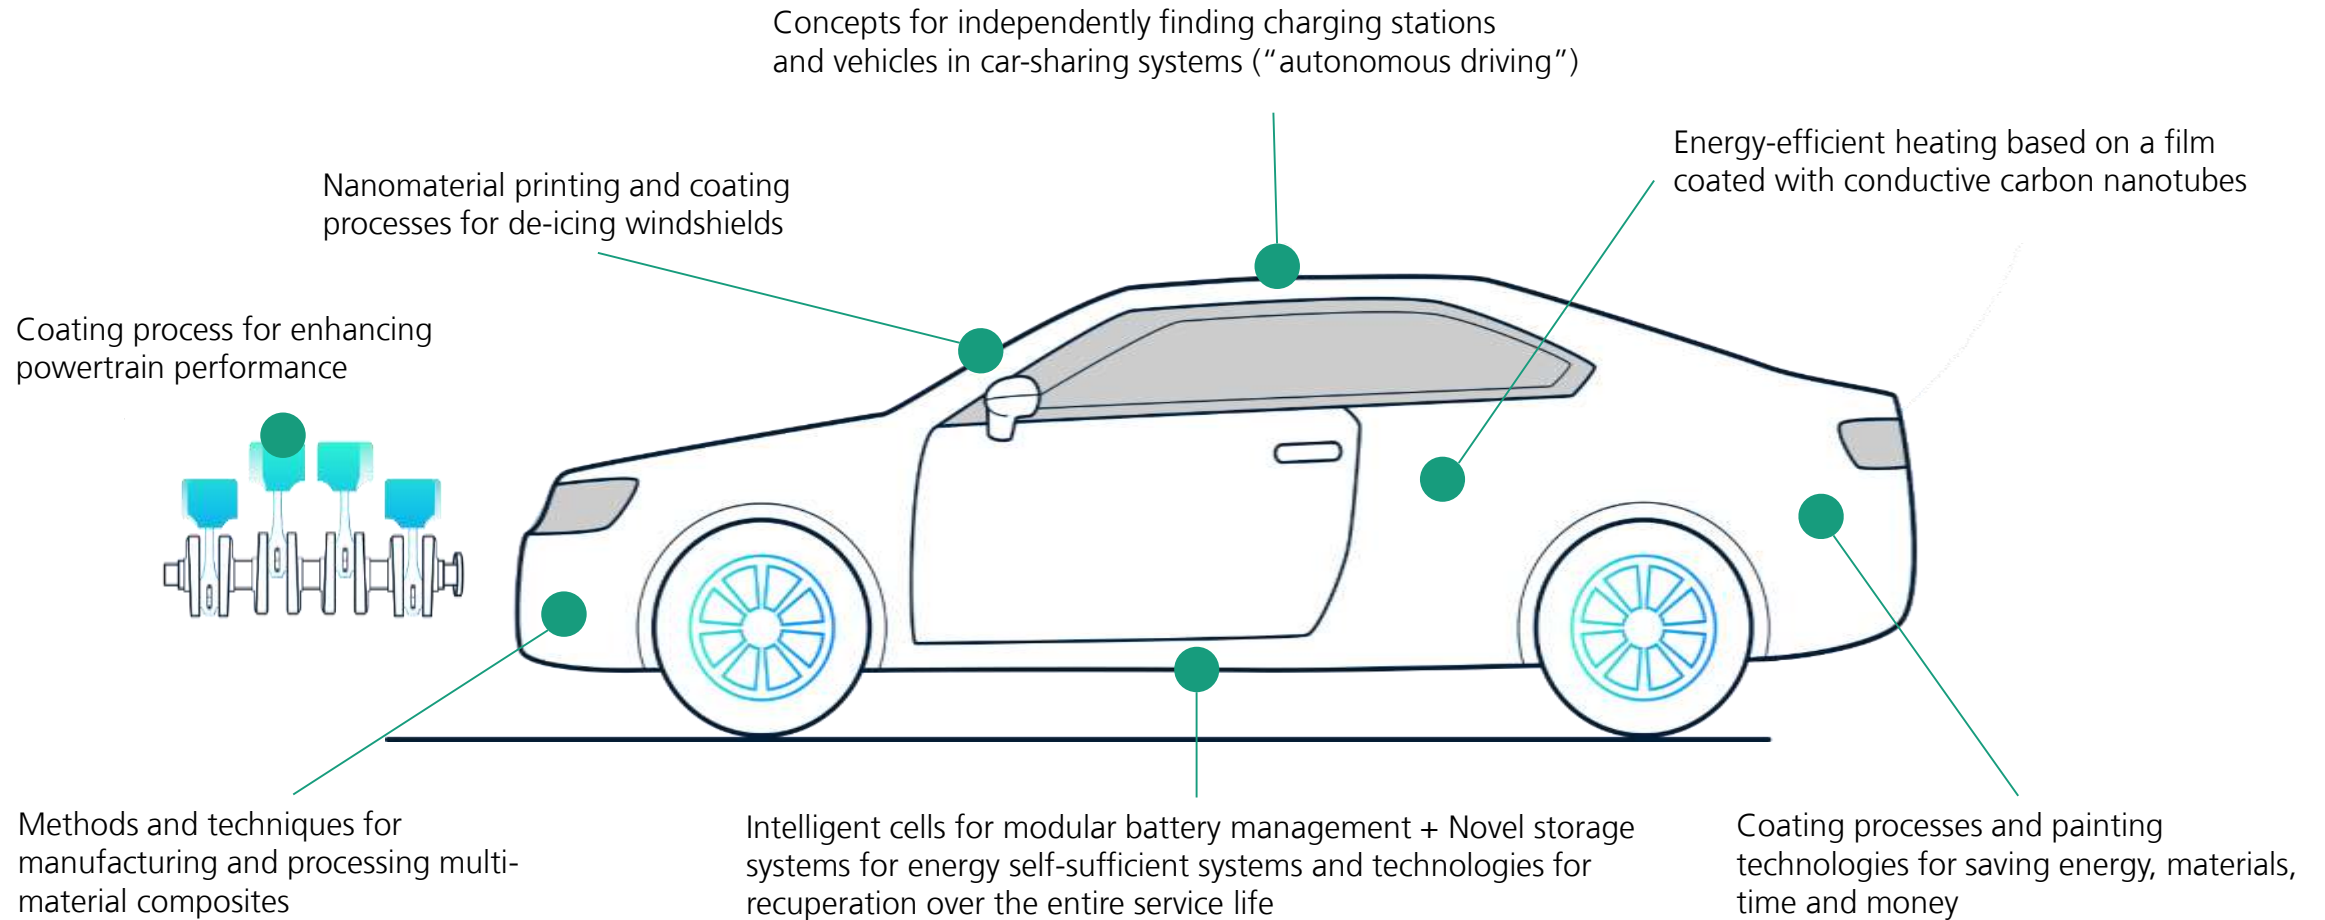 Concepts for independently finding charging stations
and vehicles in car-sharing systems (“autonomous driving”)
Energy-efficient heating based on a film
coated with conductive carbon nanotubes
Nanomaterial printing and coating
processes for de-icing windshields
Coating process for enhancing
powertrain performance
Methods and techniques for
manufacturing and processing multi-
material composites
Intelligent cells for modular battery management + Novel storage
systems for energy self-sufficient systems and technologies for
recuperation over the entire service life
Coating processes and painting
technologies for saving energy, materials,
time and money